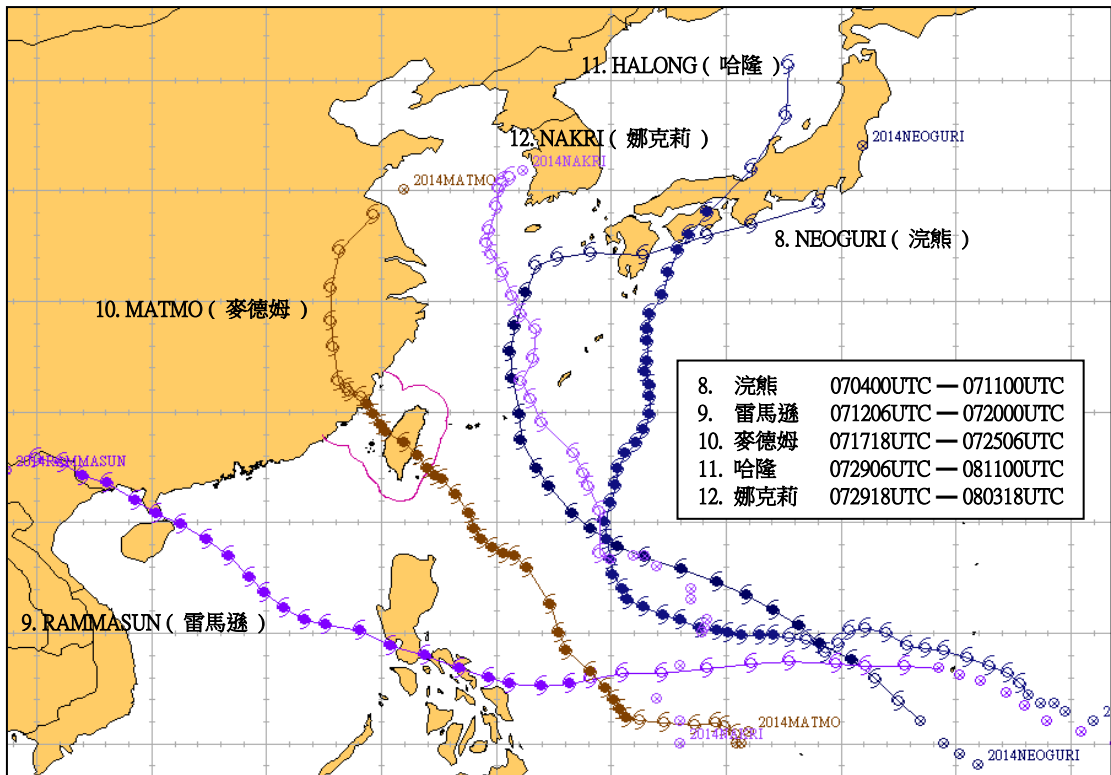 11. HALONG ( 哈隆 )
12. NAKRI ( 娜克莉 )
2014NEOGURI
2014NAKRI
2014MATMO
8. NEOGURI ( 浣熊 )
10. MATMO ( 麥德姆 )
8. 浣熊 070400UTC — 071100UTC
9. 雷馬遜 071206UTC — 072000UTC
10. 麥德姆 071718UTC — 072506UTC
11. 哈隆 072906UTC — 081100UTC
12. 娜克莉 072918UTC — 080318UTC
2014RAMMASUN
9. RAMMASUN ( 雷馬遜 )
2014MATMO
2014NAKRI
2014NEOGURI